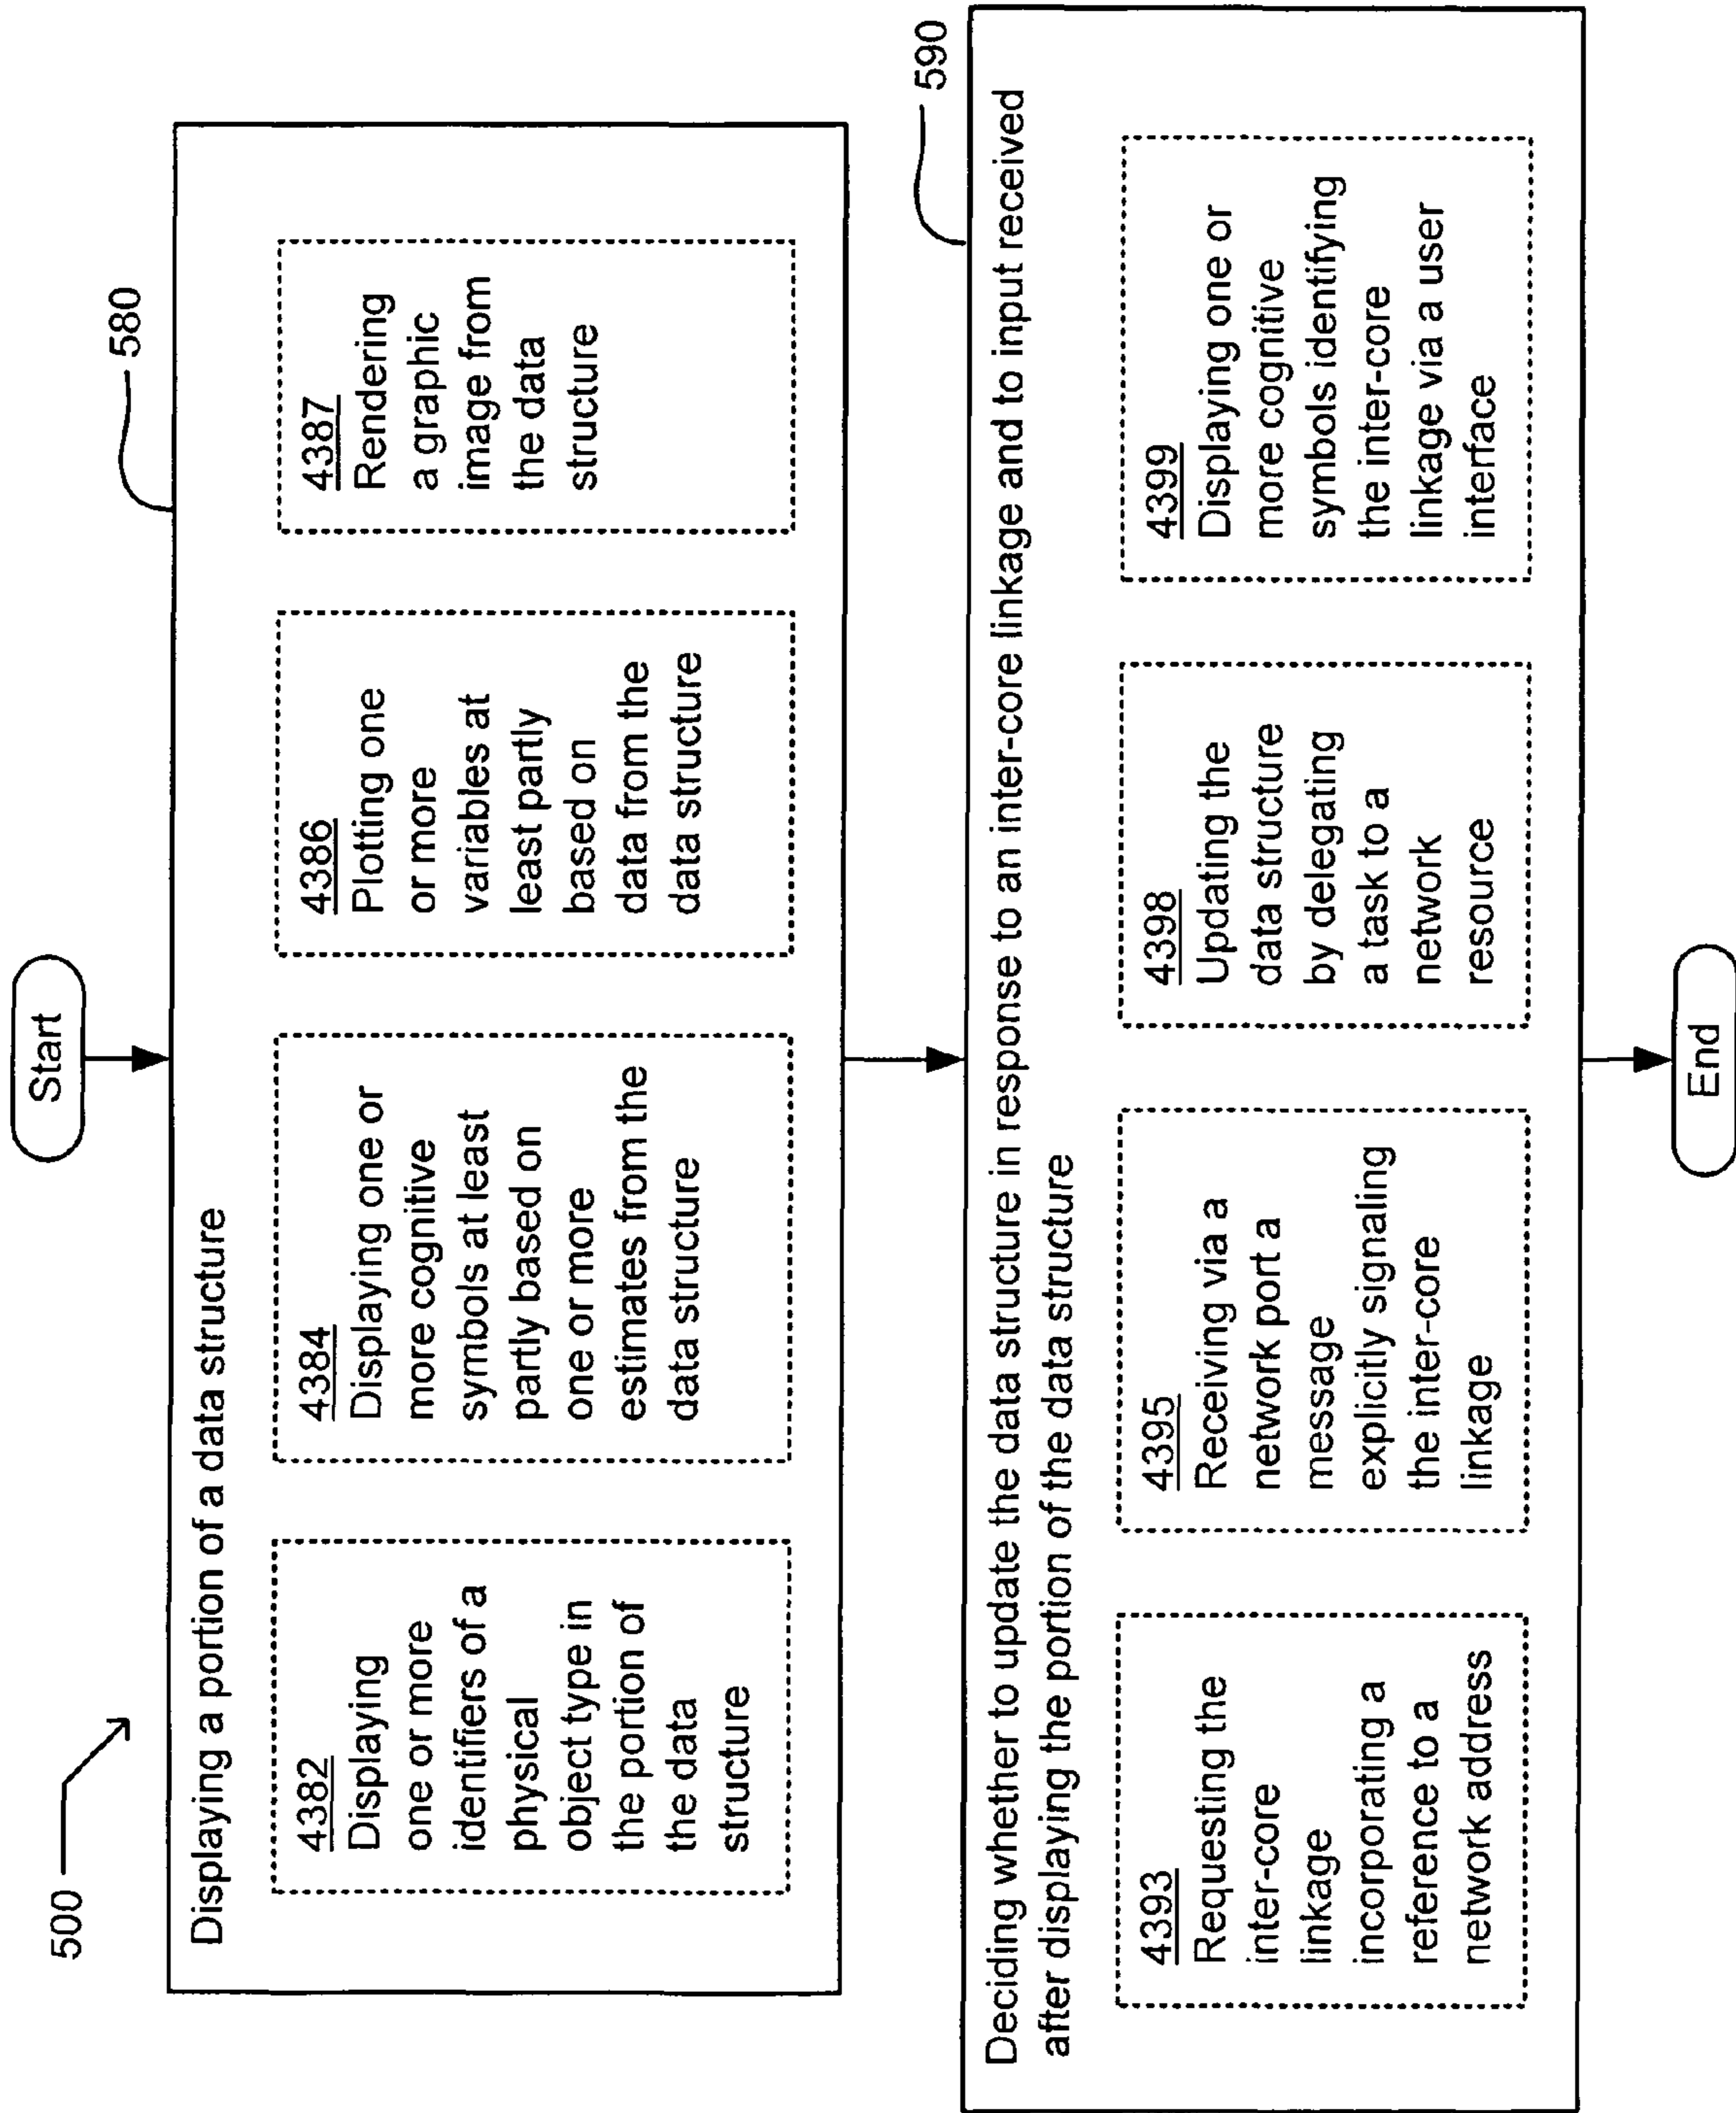 500
Start
580
Displaying a portion of a data structure
4382
Displaying
one or more
identifiers of a
physical
object type in
the portion of
the data
structure
4384
Displaying one or
more cognitive
symbols at least
partly based on
one or more
estimates from the
data structure
4386
Plotting one
or more
variables at
least partly
based on
data from the
data structure
4387
Rendering
a graphic
image from
the data
structure
590
Deciding whether to update the data structure in response to an inter-core linkage and to input received
after displaying the portion of the data structure
4393
Requesting the
inter-core
linkage
incorporating a
reference to a
network address
4395
Receiving via a
network port a
message
explicitly signaling
the inter-core
linkage
4398
Updating the
data structure
by delegating
a task to a
network
resource
4399
Displaying one or
more cognitive
symbols identifying
the inter-core
linkage via a user
interface
End